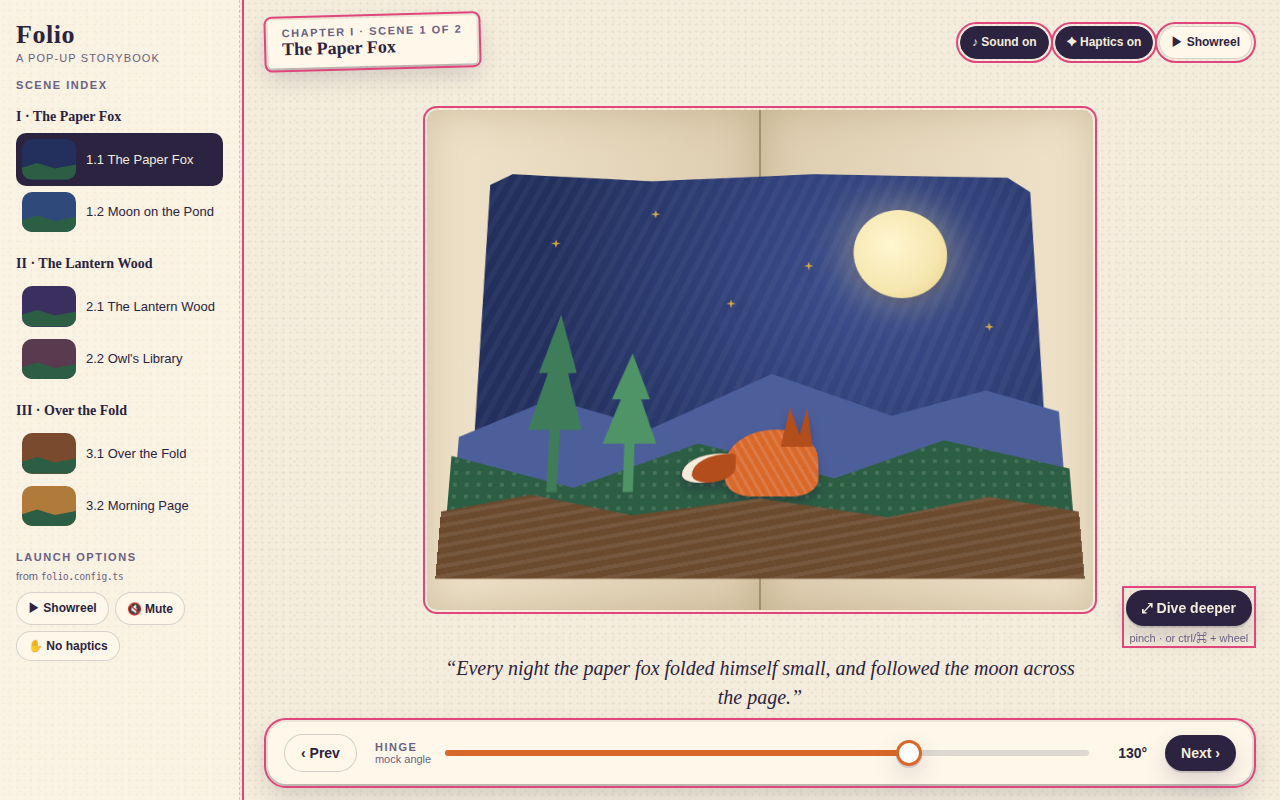 Folio
A POP-UP STORYBOOK
SCENE INDEX
I · The Paper Fox
1.1 The Paper Fox
1.2 Moon on the Pond
II · The Lantern Wood
2.1 The Lantern Wood
2.2 Owl's Library
III · Over the Fold
3.1 Over the Fold
3.2 Morning Page
LAUNCH OPTIONS
from folio.config.ts
▶ Showreel
🔇 Mute
✋ No haptics
CHAPTER I · SCENE 1 OF 2
The Paper Fox
♪ Sound on
✦ Haptics on
▶ Showreel
⤢ Dive deeper
pinch · or ctrl/⌘ + wheel
“Every night the paper fox folded himself small, and followed the moon across
the page.”
‹ Prev
HINGE
mock angle
130°
Next ›